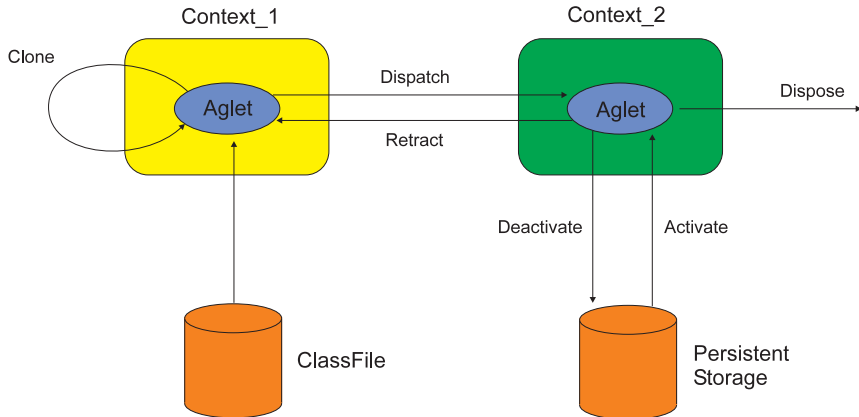 Context_1
Context_2
Clone
Dispatch
Dispose
Aglet
Aglet
Retract
Deactivate
Activate
ClassFile
Persistent
Storage